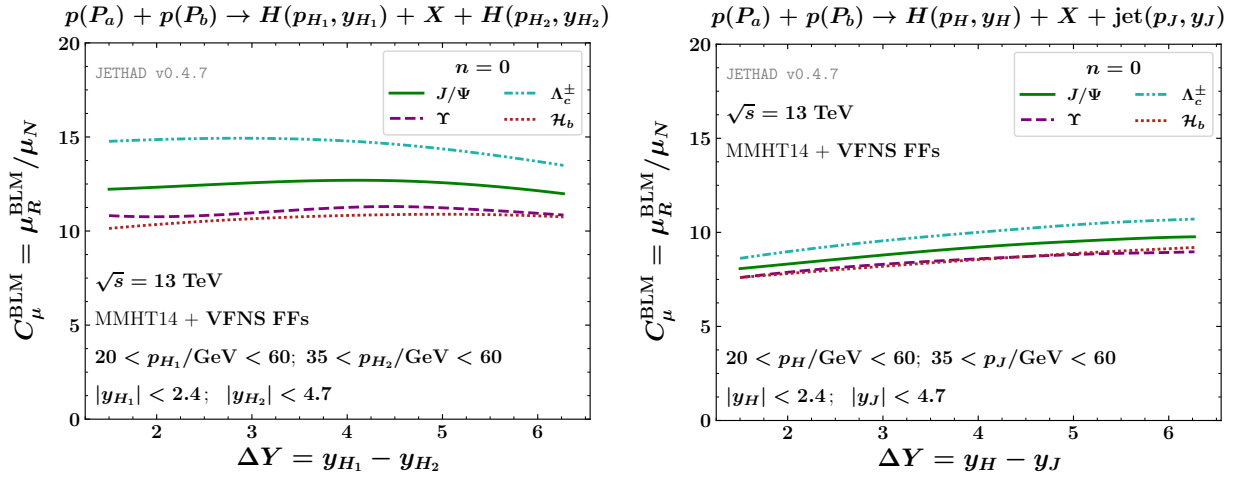 p(P_a) + p(P_b) → H(p_{H_1}, y_{H_1}) + X + H(p_{H_2}, y_{H_2})
20
15
10
5
0
C_μ^{BLM} = μ_R^{BLM}/μ_N
JETHAD v0.4.7
n = 0
J/Ψ
Λ_c^±
Υ
ℋ_b
√s = 13 TeV
MMHT14 + VFNS FFs
20 < p_{H_1}/GeV < 60; 35 < p_{H_2}/GeV < 60
|y_{H_1}| < 2.4; |y_{H_2}| < 4.7
2 3 4 5 6
ΔY = y_{H_1} − y_{H_2}
p(P_a) + p(P_b) → H(p_H, y_H) + X + jet(p_J, y_J)
20
15
10
5
0
C_μ^{BLM} = μ_R^{BLM}/μ_N
JETHAD v0.4.7
n = 0
J/Ψ
Λ_c^±
Υ
ℋ_b
√s = 13 TeV
MMHT14 + VFNS FFs
20 < p_H/GeV < 60; 35 < p_J/GeV < 60
|y_H| < 2.4; |y_J| < 4.7
2 3 4 5 6
ΔY = y_H − y_J